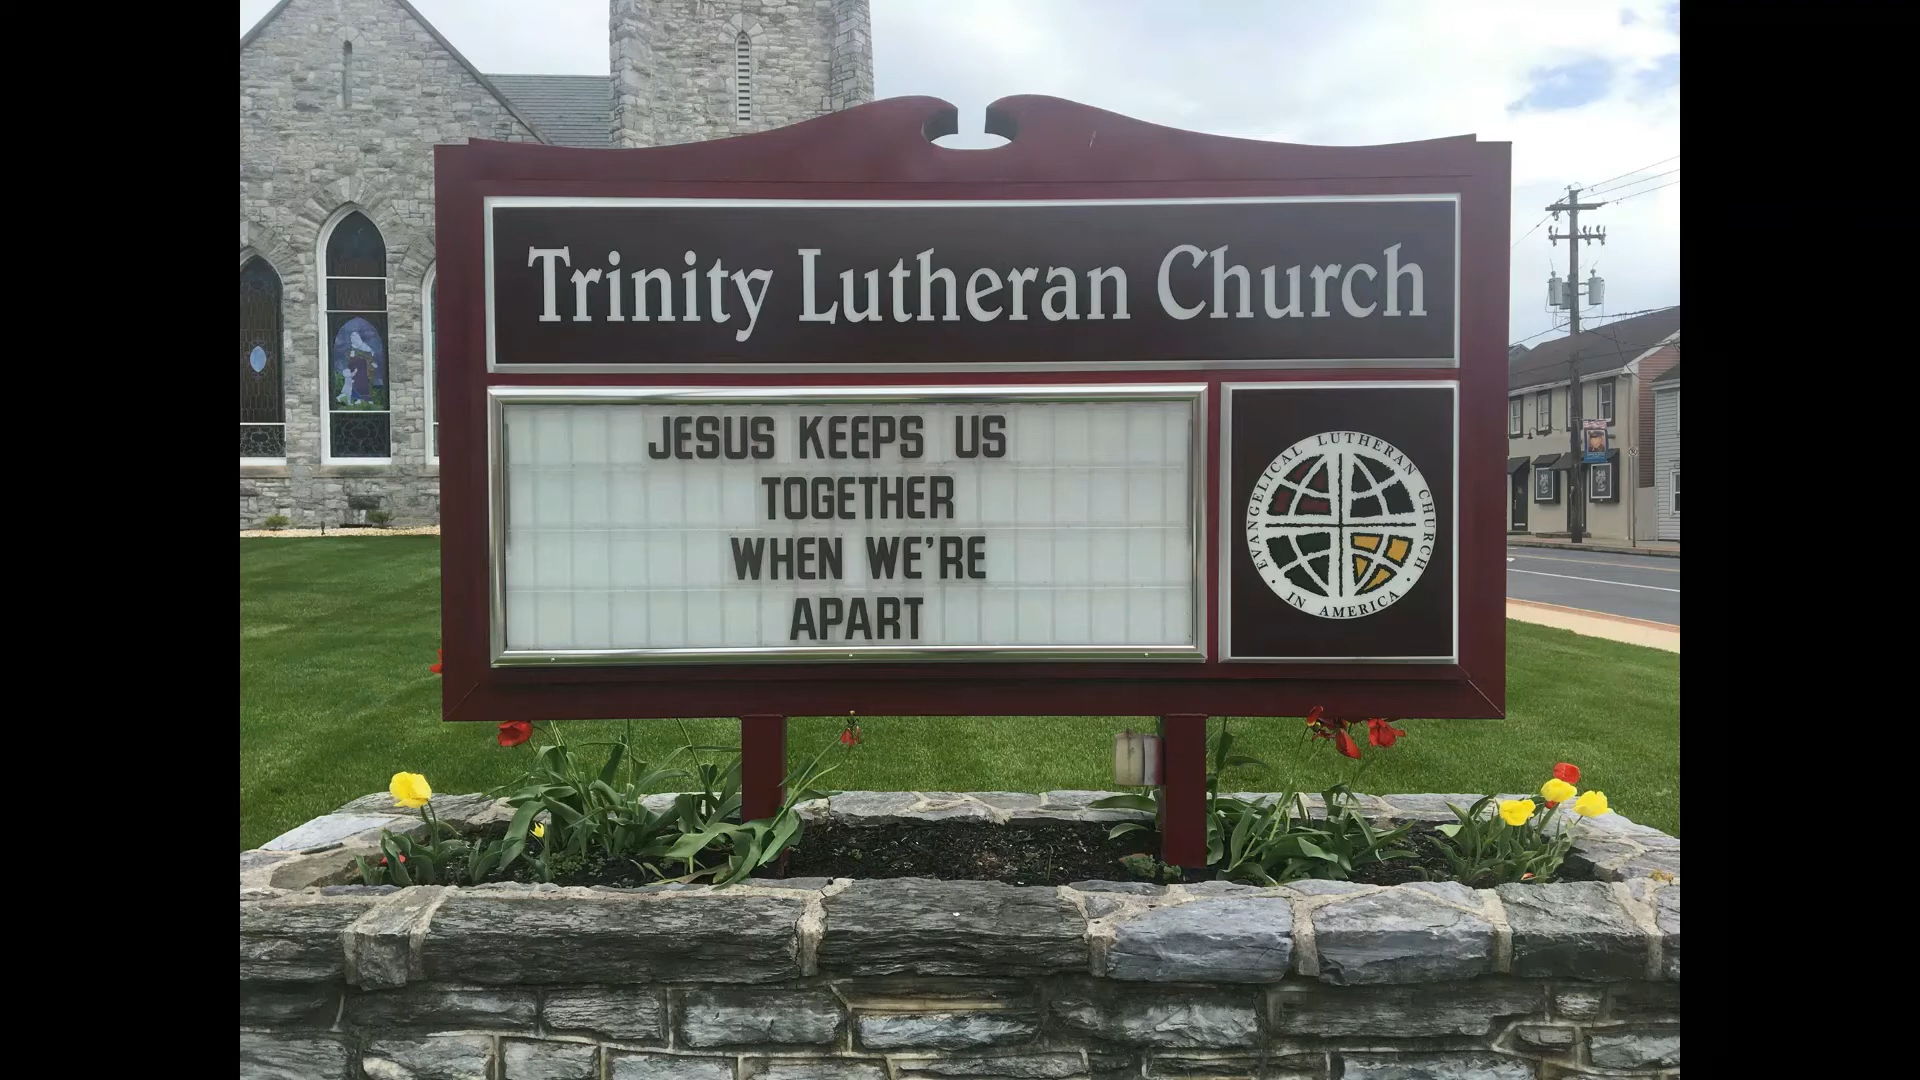 Trinity Lutheran Church
JESUS KEEPS US
TOGETHER
WHEN WE'RE
APART
EVANGELICAL LUTHERAN CHURCH
· IN AMERICA ·